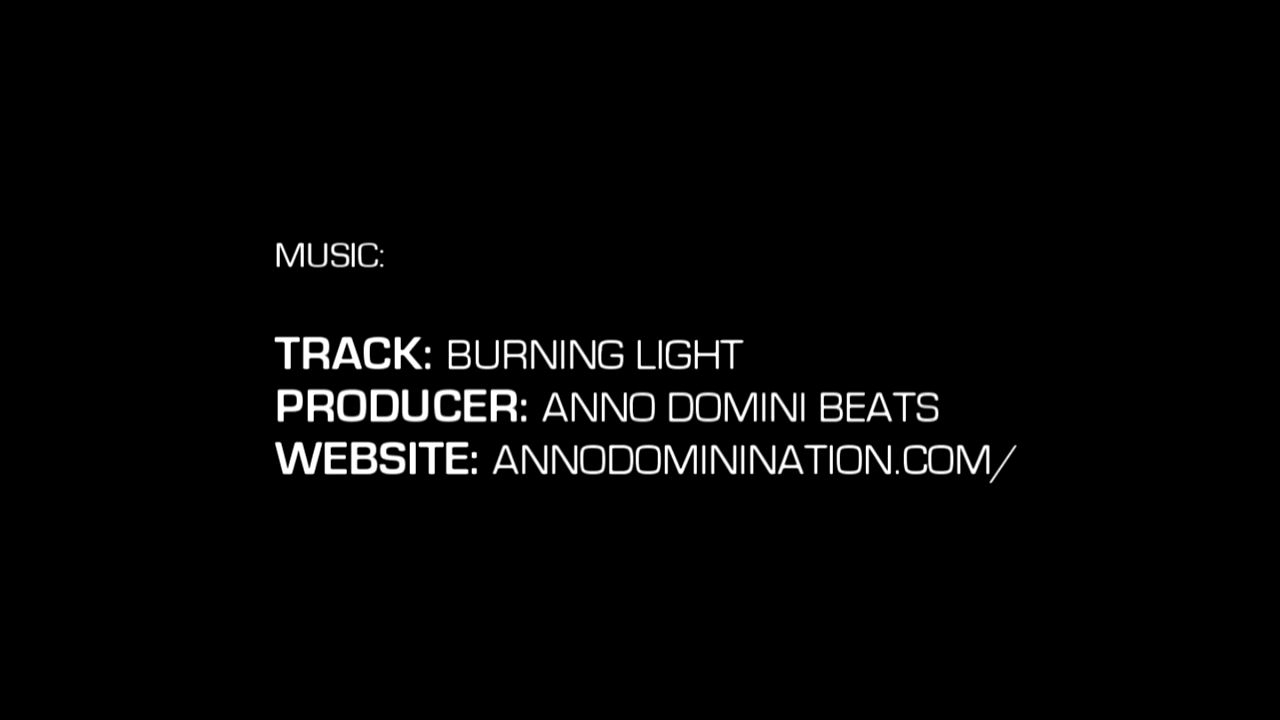 MUSIC:
TRACK: BURNING LIGHT
PRODUCER: ANNO DOMINI BEATS
WEBSITE: ANNODOMININATION.COM/